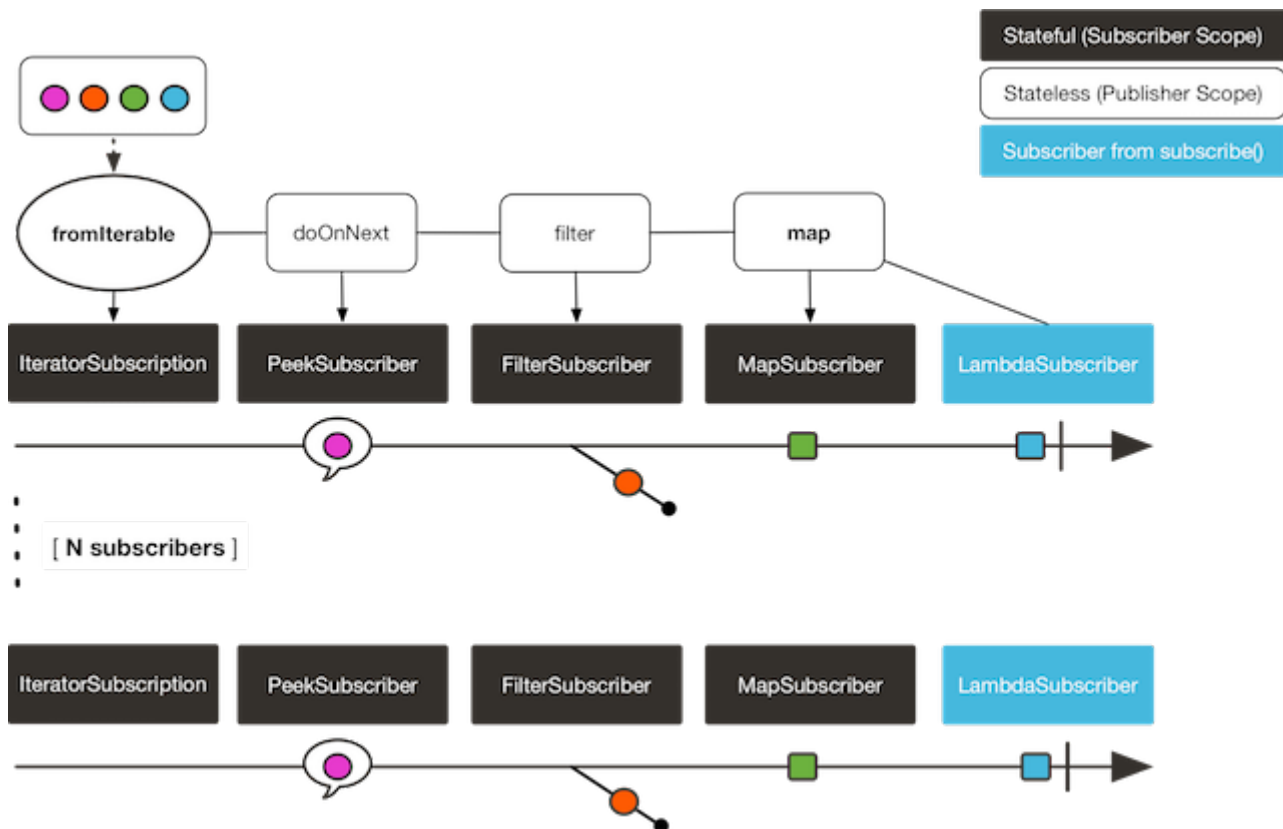 Stateful (Subscriber Scope)
Stateless (Publisher Scope)
Subscriber from subscribe()
fromIterable
doOnNext
filter
map
IteratorSubscription
PeekSubscriber
FilterSubscriber
MapSubscriber
LambdaSubscriber
[ N subscribers ]
IteratorSubscription
PeekSubscriber
FilterSubscriber
MapSubscriber
LambdaSubscriber